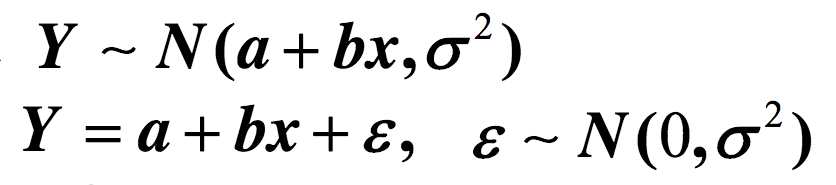 Y ~ N(a + bx, σ²)
Y = a + bx + ε, ε ~ N(0, σ²)